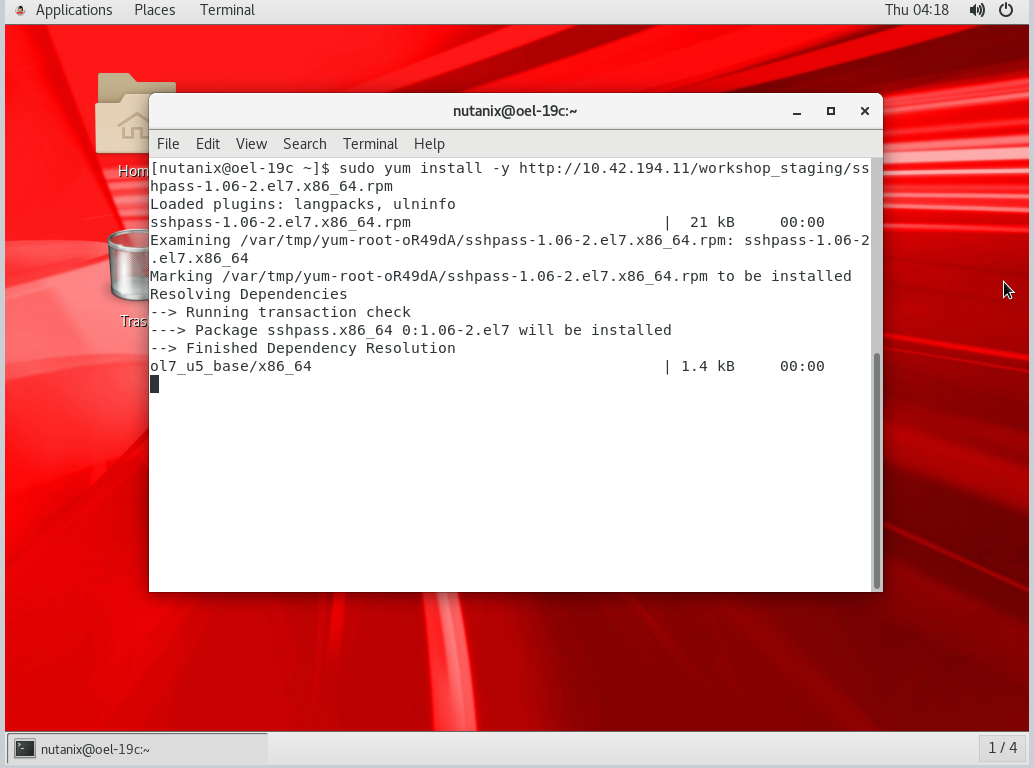 Applications Places Terminal Thu 04:18
nutanix@oel-19c:~
File Edit View Search Terminal Help
[nutanix@oel-19c ~]$ sudo yum install -y http://10.42.194.11/workshop_staging/ss
hpass-1.06-2.el7.x86_64.rpm
Loaded plugins: langpacks, ulninfo
sshpass-1.06-2.el7.x86_64.rpm | 21 kB 00:00
Examining /var/tmp/yum-root-oR49dA/sshpass-1.06-2.el7.x86_64.rpm: sshpass-1.06-2
.el7.x86_64
Marking /var/tmp/yum-root-oR49dA/sshpass-1.06-2.el7.x86_64.rpm to be installed
Resolving Dependencies
--> Running transaction check
---> Package sshpass.x86_64 0:1.06-2.el7 will be installed
--> Finished Dependency Resolution
ol7_u5_base/x86_64 | 1.4 kB 00:00
Hom
Tras
nutanix@oel-19c:~ 1 / 4